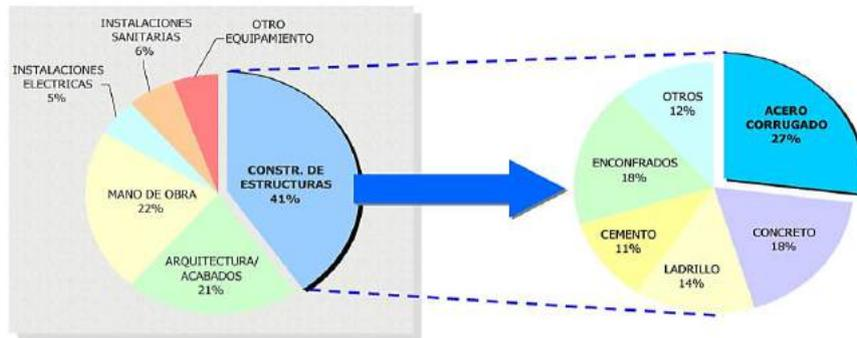 INSTALACIONES
SANITARIAS
6%
OTRO
EQUIPAMIENTO
INSTALACIONES
ELECTRICAS
5%
CONSTR. DE
ESTRUCTURAS
41%
MANO DE OBRA
22%
ARQUITECTURA/
ACABADOS
21%
OTROS
12%
ACERO
CORRUGADO
27%
ENCONFRADOS
18%
CEMENTO
11%
CONCRETO
18%
LADRILLO
14%